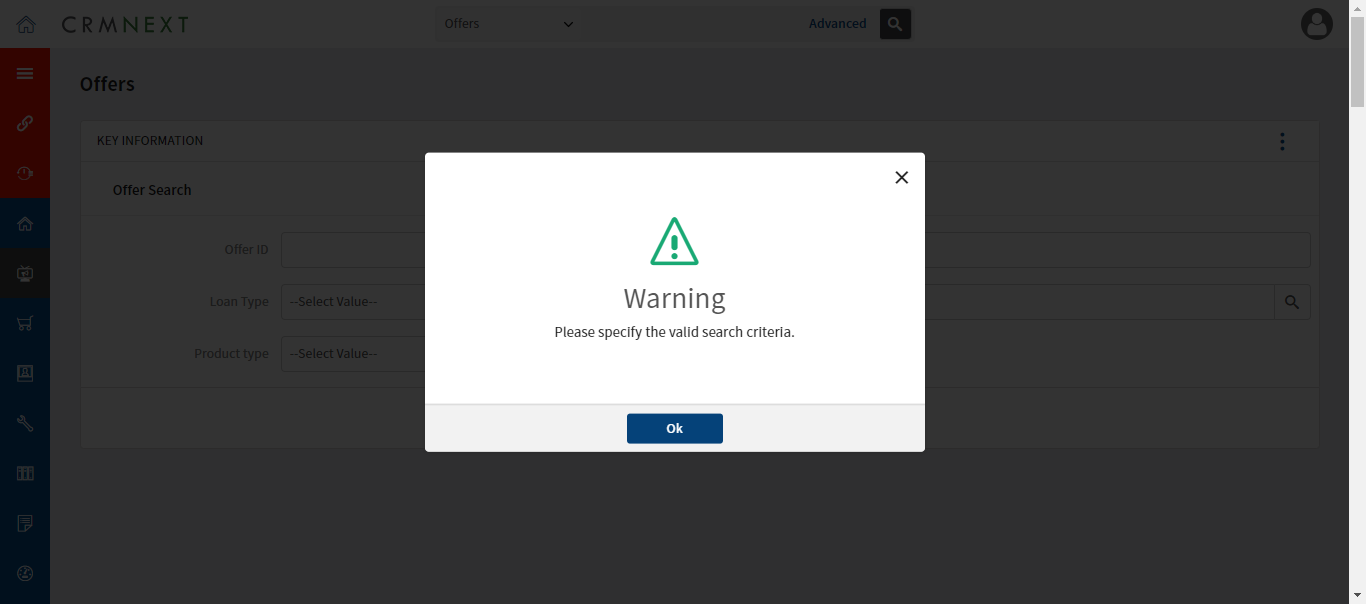 CRMNEXT
Offers
Advanced
Offers
KEY INFORMATION
Offer Search
Offer ID
Loan Type
--Select Value--
Product type
--Select Value--
Warning
Please specify the valid search criteria.
Ok